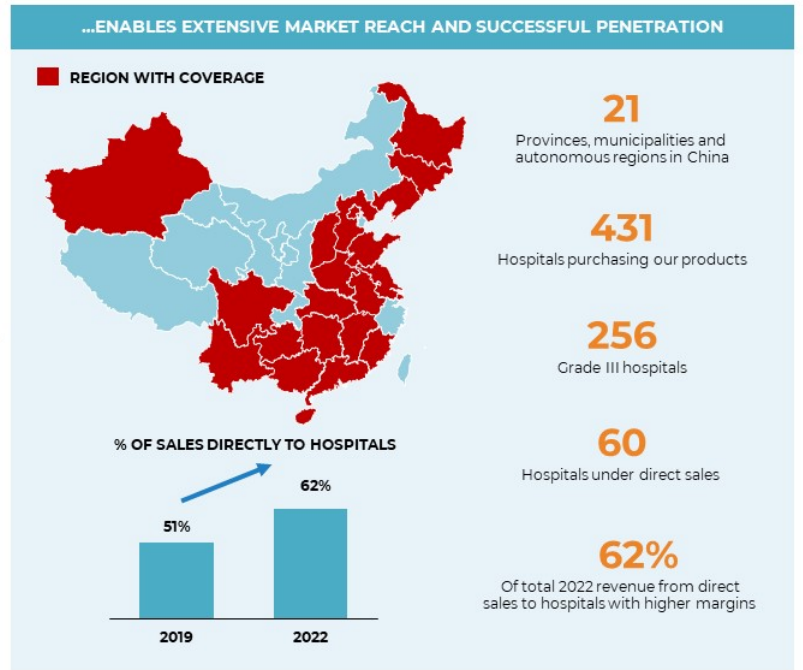 ...ENABLES EXTENSIVE MARKET REACH AND SUCCESSFUL PENETRATION
REGION WITH COVERAGE
21
Provinces, municipalities and
autonomous regions in China
431
Hospitals purchasing our products
256
Grade III hospitals
60
Hospitals under direct sales
62%
Of total 2022 revenue from direct
sales to hospitals with higher margins
% OF SALES DIRECTLY TO HOSPITALS
51%
62%
2019
2022